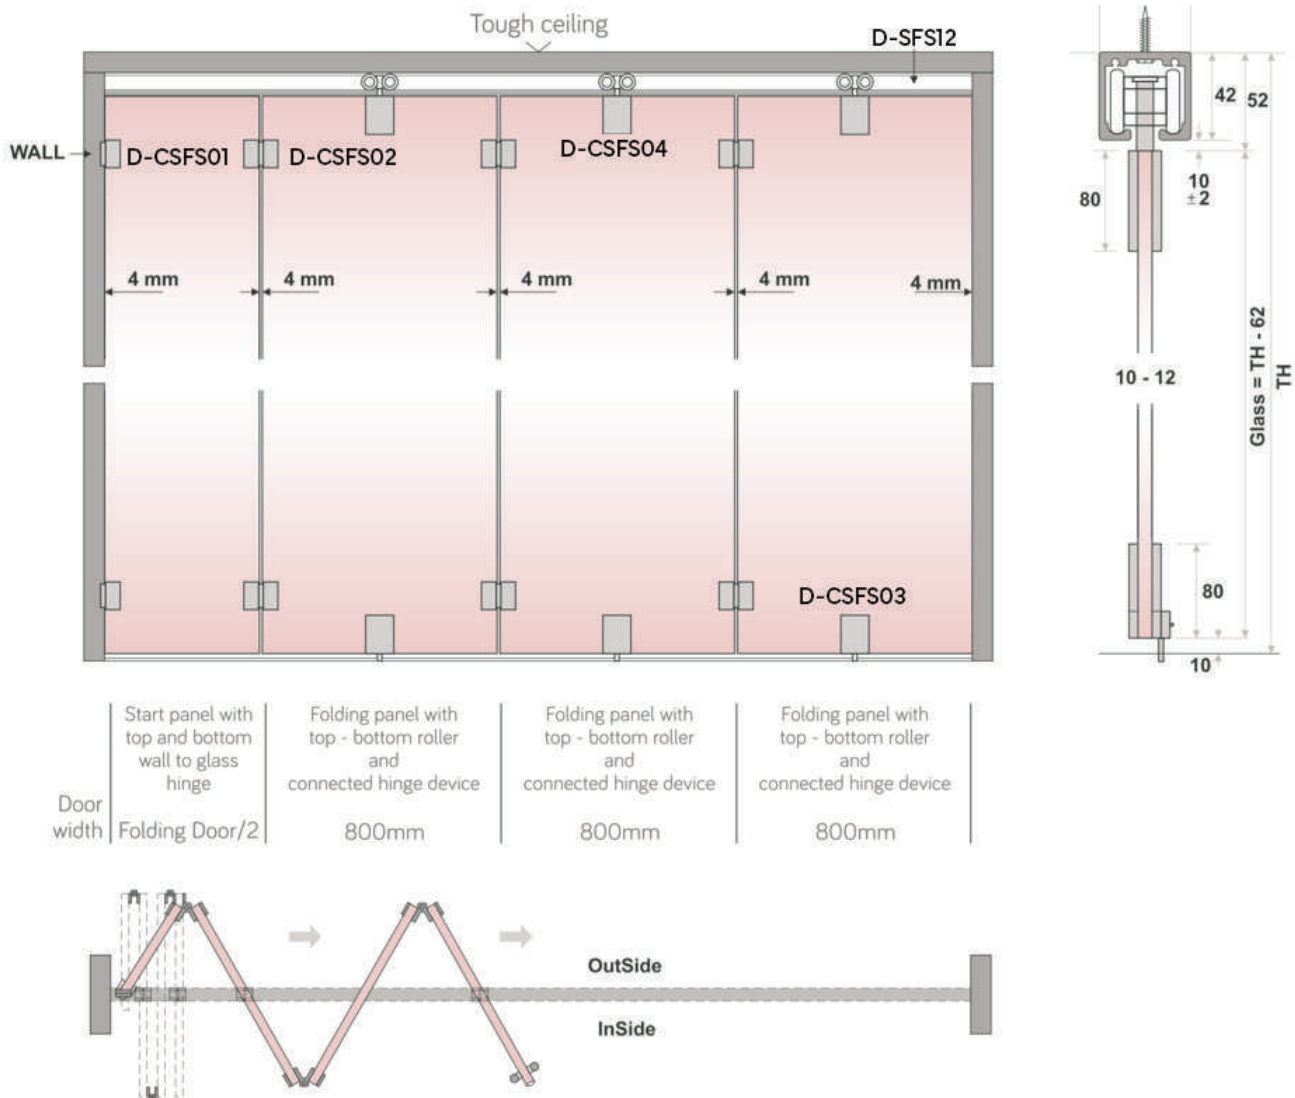 Tough ceiling
D-SFS12
WALL
D-CSFS01
D-CSFS02
D-CSFS04
4 mm
4 mm
4 mm
4 mm
4 mm
D-CSFS03
42
52
80
10
±2
10 - 12
Glass = TH - 62
TH
80
10
Start panel with
top and bottom
wall to glass
hinge
Folding panel with
top - bottom roller
and
connected hinge device
Folding panel with
top - bottom roller
and
connected hinge device
Folding panel with
top - bottom roller
and
connected hinge device
Door
width
Folding Door/2
800mm
800mm
800mm
OutSide
InSide